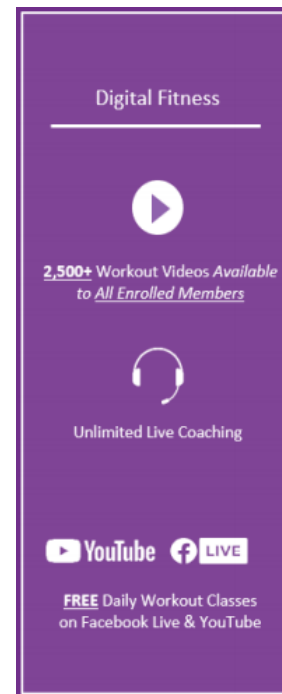 Digital Fitness
2,500+ Workout Videos Available
to All Enrolled Members
Unlimited Live Coaching
YouTube f LIVE
FREE Daily Workout Classes
on Facebook Live & YouTube